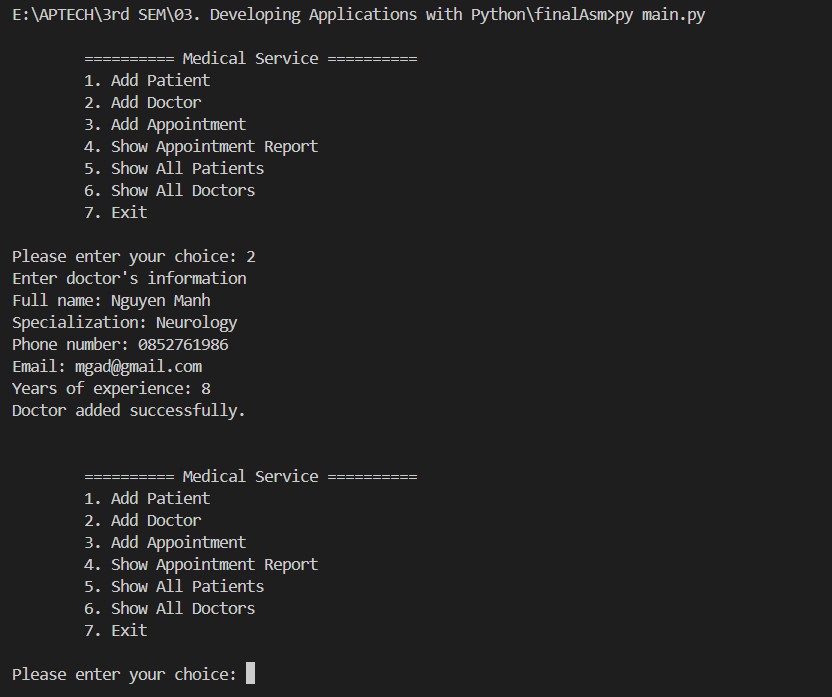 E:\APTECH\3rd SEM\03. Developing Applications with Python\finalAsm>py main.py
========== Medical Service ==========
1. Add Patient
2. Add Doctor
3. Add Appointment
4. Show Appointment Report
5. Show All Patients
6. Show All Doctors
7. Exit
Please enter your choice: 2
Enter doctor's information
Full name: Nguyen Manh
Specialization: Neurology
Phone number: 0852761986
Email: mgad@gmail.com
Years of experience: 8
Doctor added successfully.
========== Medical Service ==========
1. Add Patient
2. Add Doctor
3. Add Appointment
4. Show Appointment Report
5. Show All Patients
6. Show All Doctors
7. Exit
Please enter your choice: